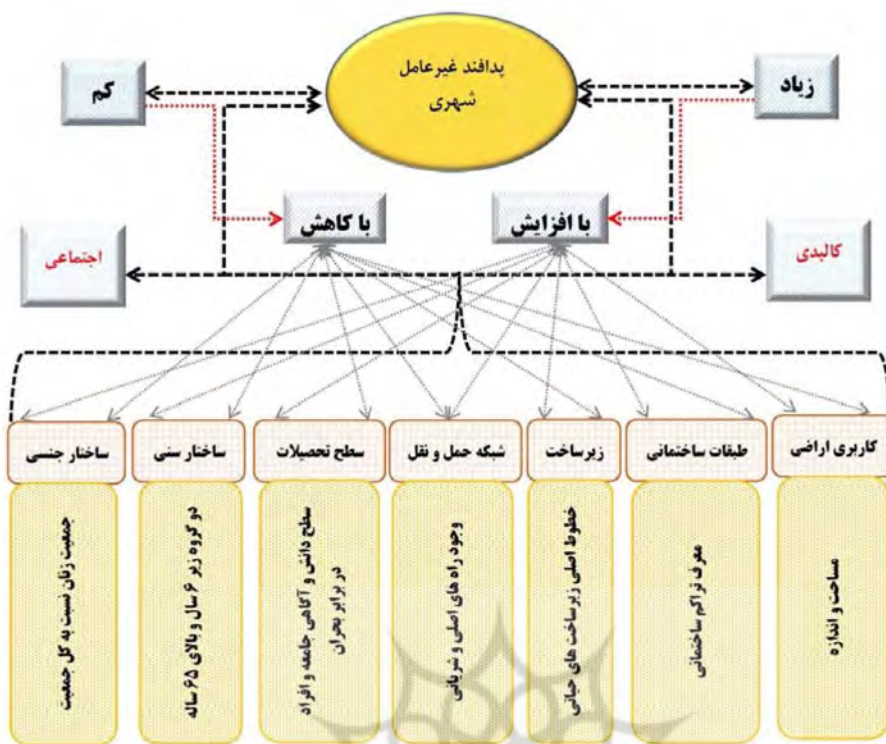 پدافند غیرعامل
شهری
زیاد
کم
با افزایش
با کاهش
کالبدی
اجتماعی
کاربری اراضی
طبقات ساختمانی
زیرساخت
شبکه حمل و نقل
سطح تحصیلات
ساختار سنی
ساختار جنسی
مساحت و اندازه
معرف تراکم ساختمانی
خطوط اصلی زیرساخت های حیاتی
وجود راه های اصلی و شریانی
سطح دانش و آگاهی جامعه و افراد
در برابر بحران
دو گروه زیر ۶ سال و بالای ۶۵ ساله
جمعیت زنان نسبت به کل جمعیت